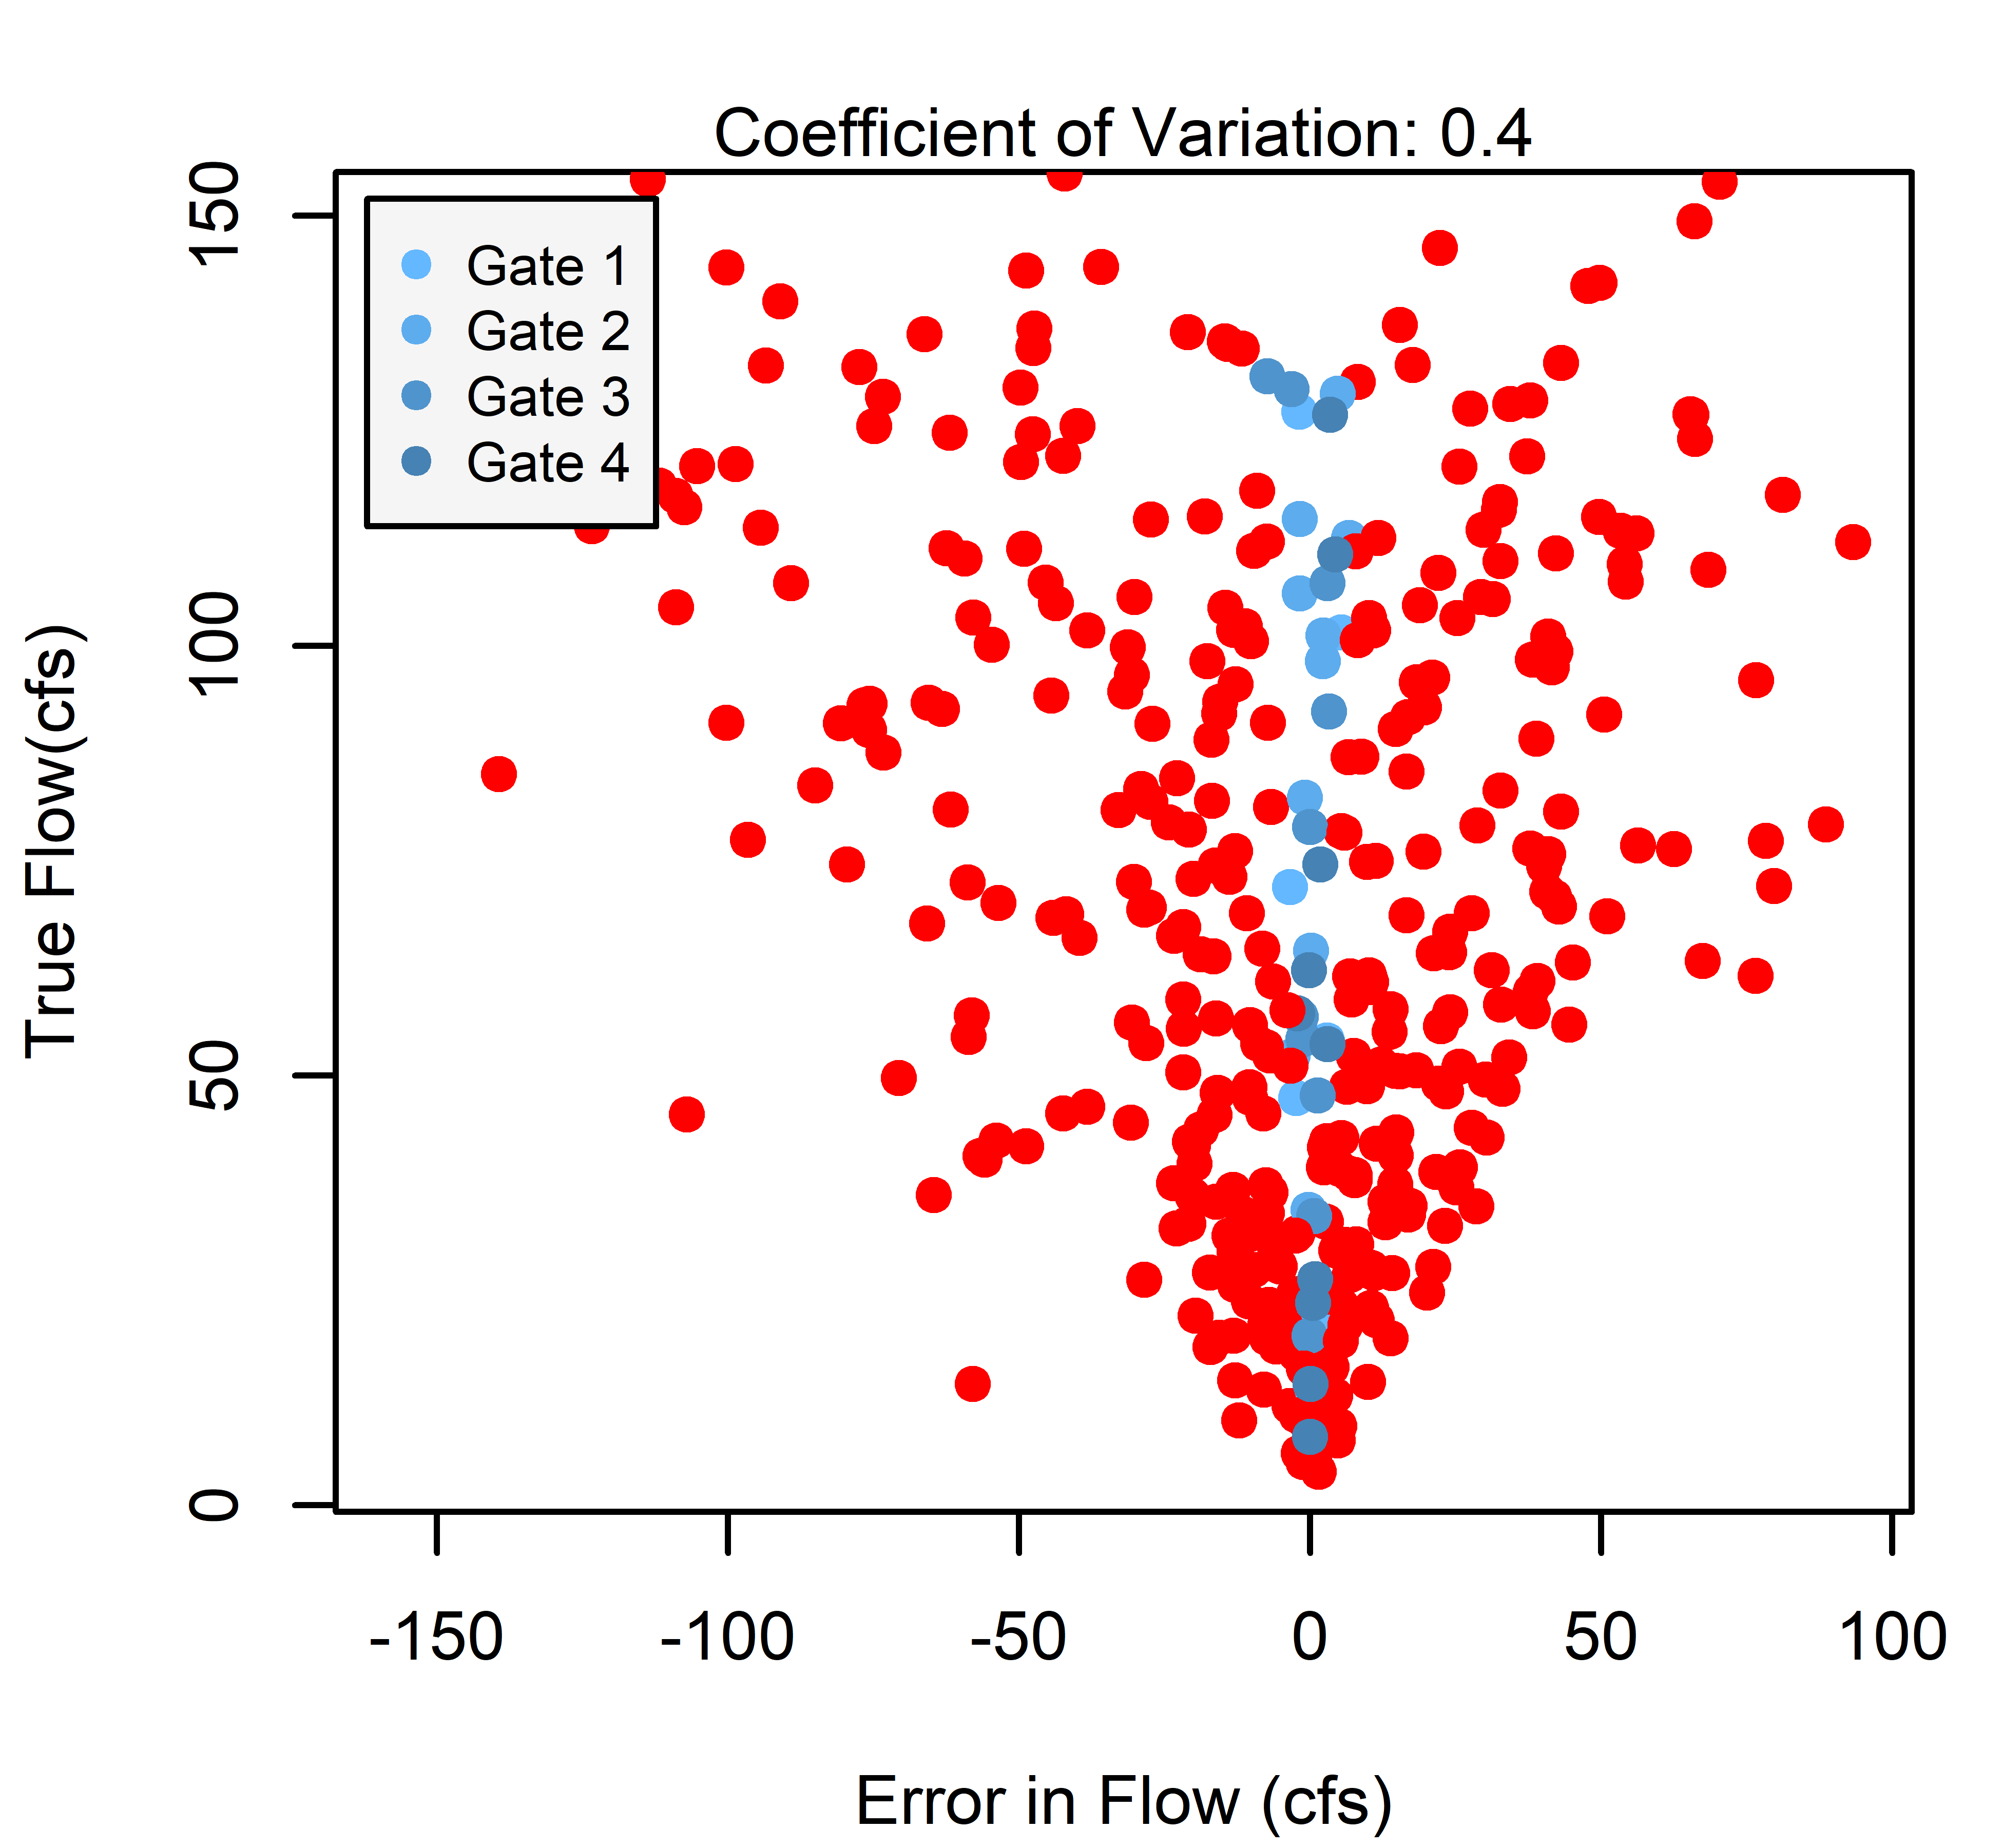 Coefficient of Variation: 0.4
Gate 1
Gate 2
Gate 3
Gate 4
True Flow(cfs)
150
100
50
0
-150 -100 -50 0 50 100
Error in Flow (cfs)